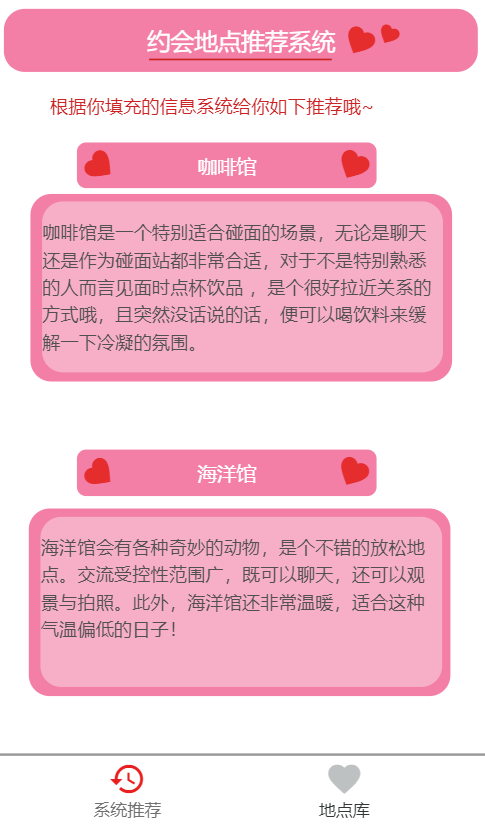 约会地点推荐系统
根据你填充的信息系统给你如下推荐哦~
咖啡馆
咖啡馆是一个特别适合碰面的场景，无论是聊天
还是作为碰面站都非常合适，对于不是特别熟悉
的人而言见面时点杯饮品 ，是个很好拉近关系的
方式哦，且突然没话说的话，便可以喝饮料来缓
解一下冷凝的氛围。
海洋馆
海洋馆会有各种奇妙的动物，是个不错的放松地
点。交流受控性范围广，既可以聊天，还可以观
景与拍照。此外，海洋馆还非常温暖，适合这种
气温偏低的日子！
系统推荐
地点库